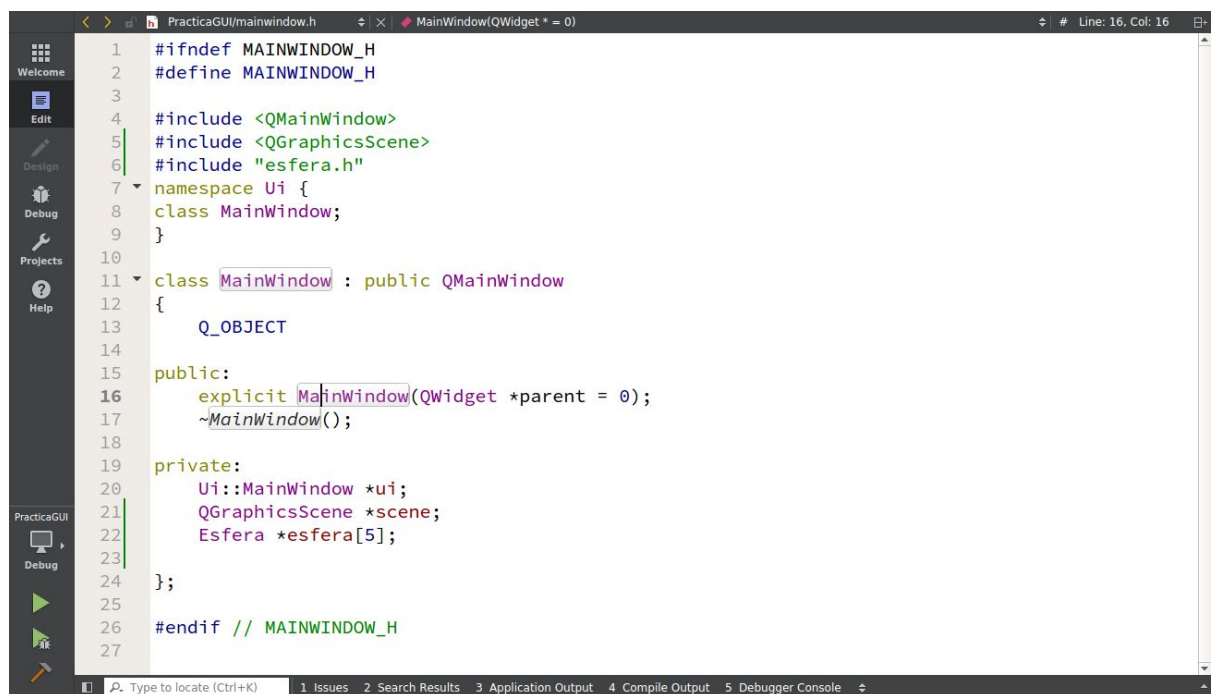 PracticaGUI/mainwindow.h MainWindow(QWidget * = 0) # Line: 16, Col: 16
Welcome
Edit
Design
Debug
Projects
Help
PracticaGUI
Debug
1 #ifndef MAINWINDOW_H
2 #define MAINWINDOW_H
3
4 #include <QMainWindow>
5 #include <QGraphicsScene>
6 #include "esfera.h"
7 namespace Ui {
8 class MainWindow;
9 }
10
11 class MainWindow : public QMainWindow
12 {
13 Q_OBJECT
14
15 public:
16 explicit MainWindow(QWidget *parent = 0);
17 ~MainWindow();
18
19 private:
20 Ui::MainWindow *ui;
21 QGraphicsScene *scene;
22 Esfera *esfera[5];
23
24 };
25
26 #endif // MAINWINDOW_H
27
Type to locate (Ctrl+K) 1 Issues 2 Search Results 3 Application Output 4 Compile Output 5 Debugger Console